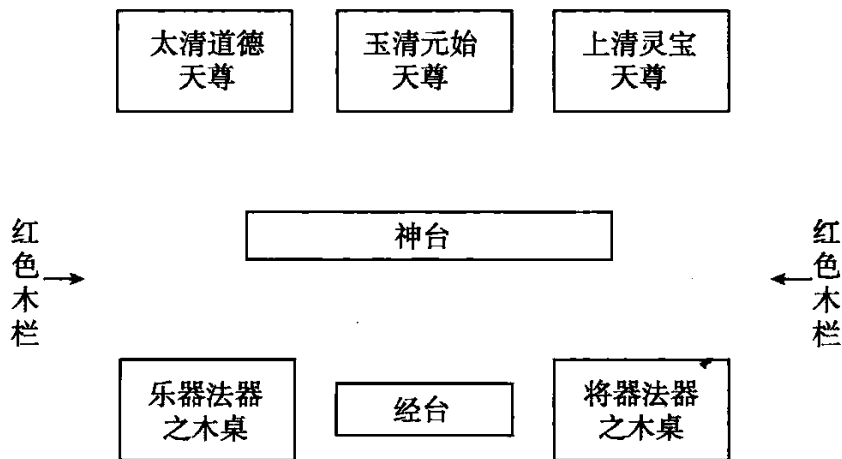 太清道德
天尊
玉清元始
天尊
上清灵宝
天尊
神台
红色木栏
红色木栏
乐器法器
之木桌
经台
将器法器
之木桌